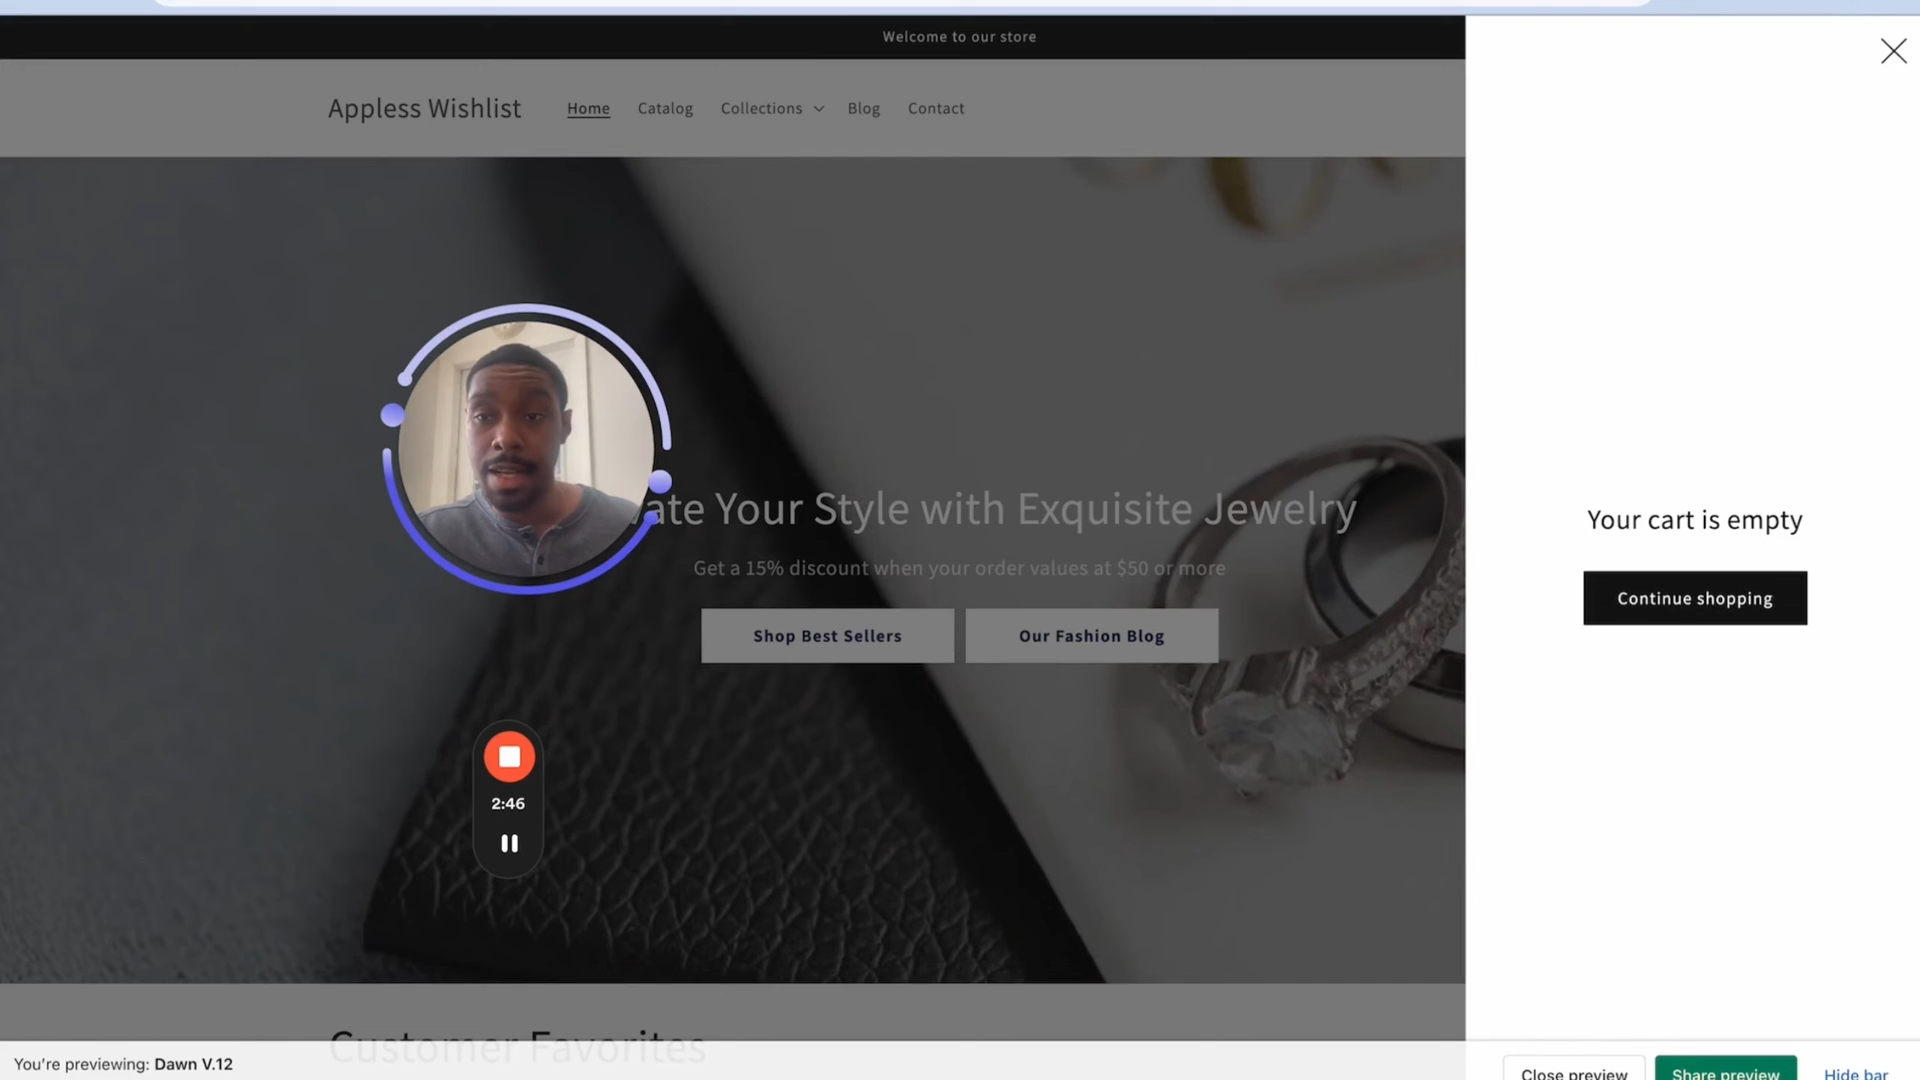 Welcome to our store
Appless Wishlist Home Catalog Collections Blog Contact
ate Your Style with Exquisite Jewelry
Get a 15% discount when your order values at $50 or more
Shop Best Sellers Our Fashion Blog
Your cart is empty
Continue shopping
2:46
Customer Favorites
You're previewing: Dawn V.12
Close preview Share preview Hide bar